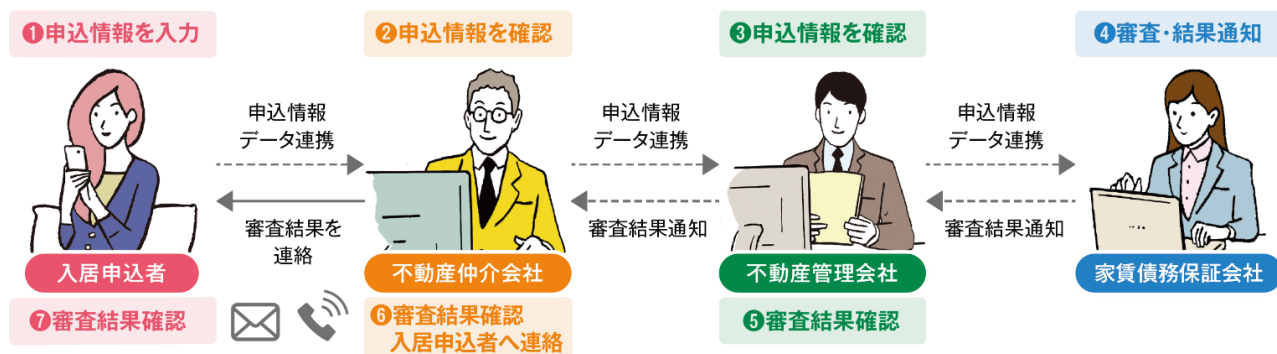 ❶申込情報を入力
❷申込情報を確認
❸申込情報を確認
❹審査・結果通知
申込情報
データ連携
申込情報
データ連携
申込情報
データ連携
審査結果を
連絡
審査結果通知
審査結果通知
入居申込者
不動産仲介会社
不動産管理会社
家賃債務保証会社
❼審査結果確認
❻審査結果確認
入居申込者へ連絡
❺審査結果確認